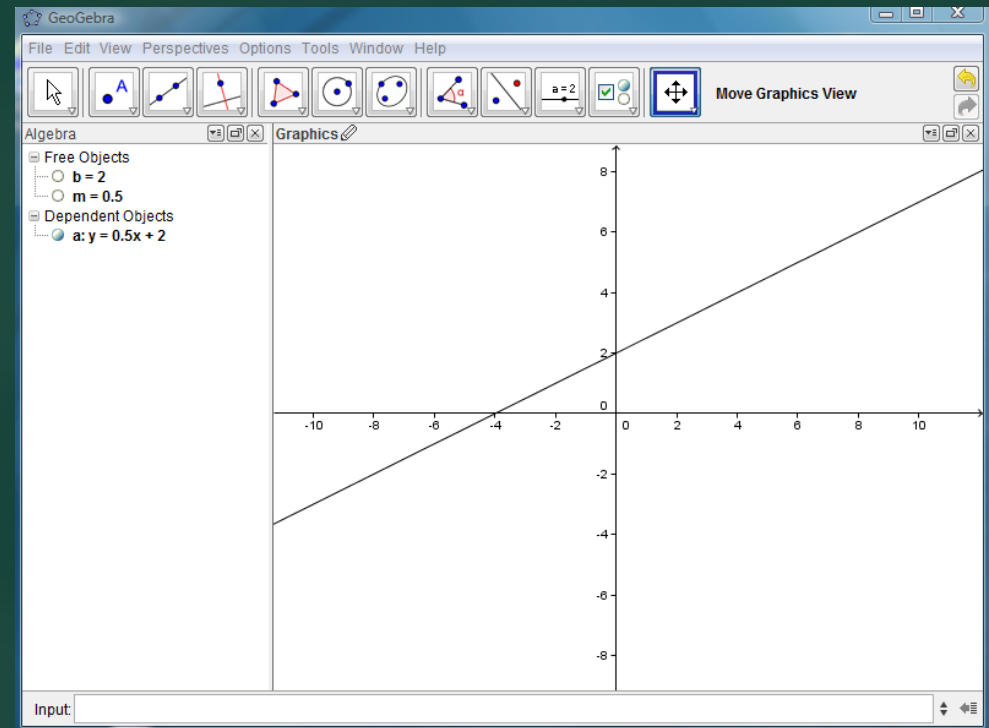 GeoGebra
File Edit View Perspectives Options Tools Window Help
A
α
a = 2
Move Graphics View
Algebra
Graphics
Free Objects
b = 2
m = 0.5
Dependent Objects
a: y = 0.5x + 2
8
6
4
2
0
-10 -8 -6 -4 -2 0 2 4 6 8 10
-2
-4
-6
-8
Input: